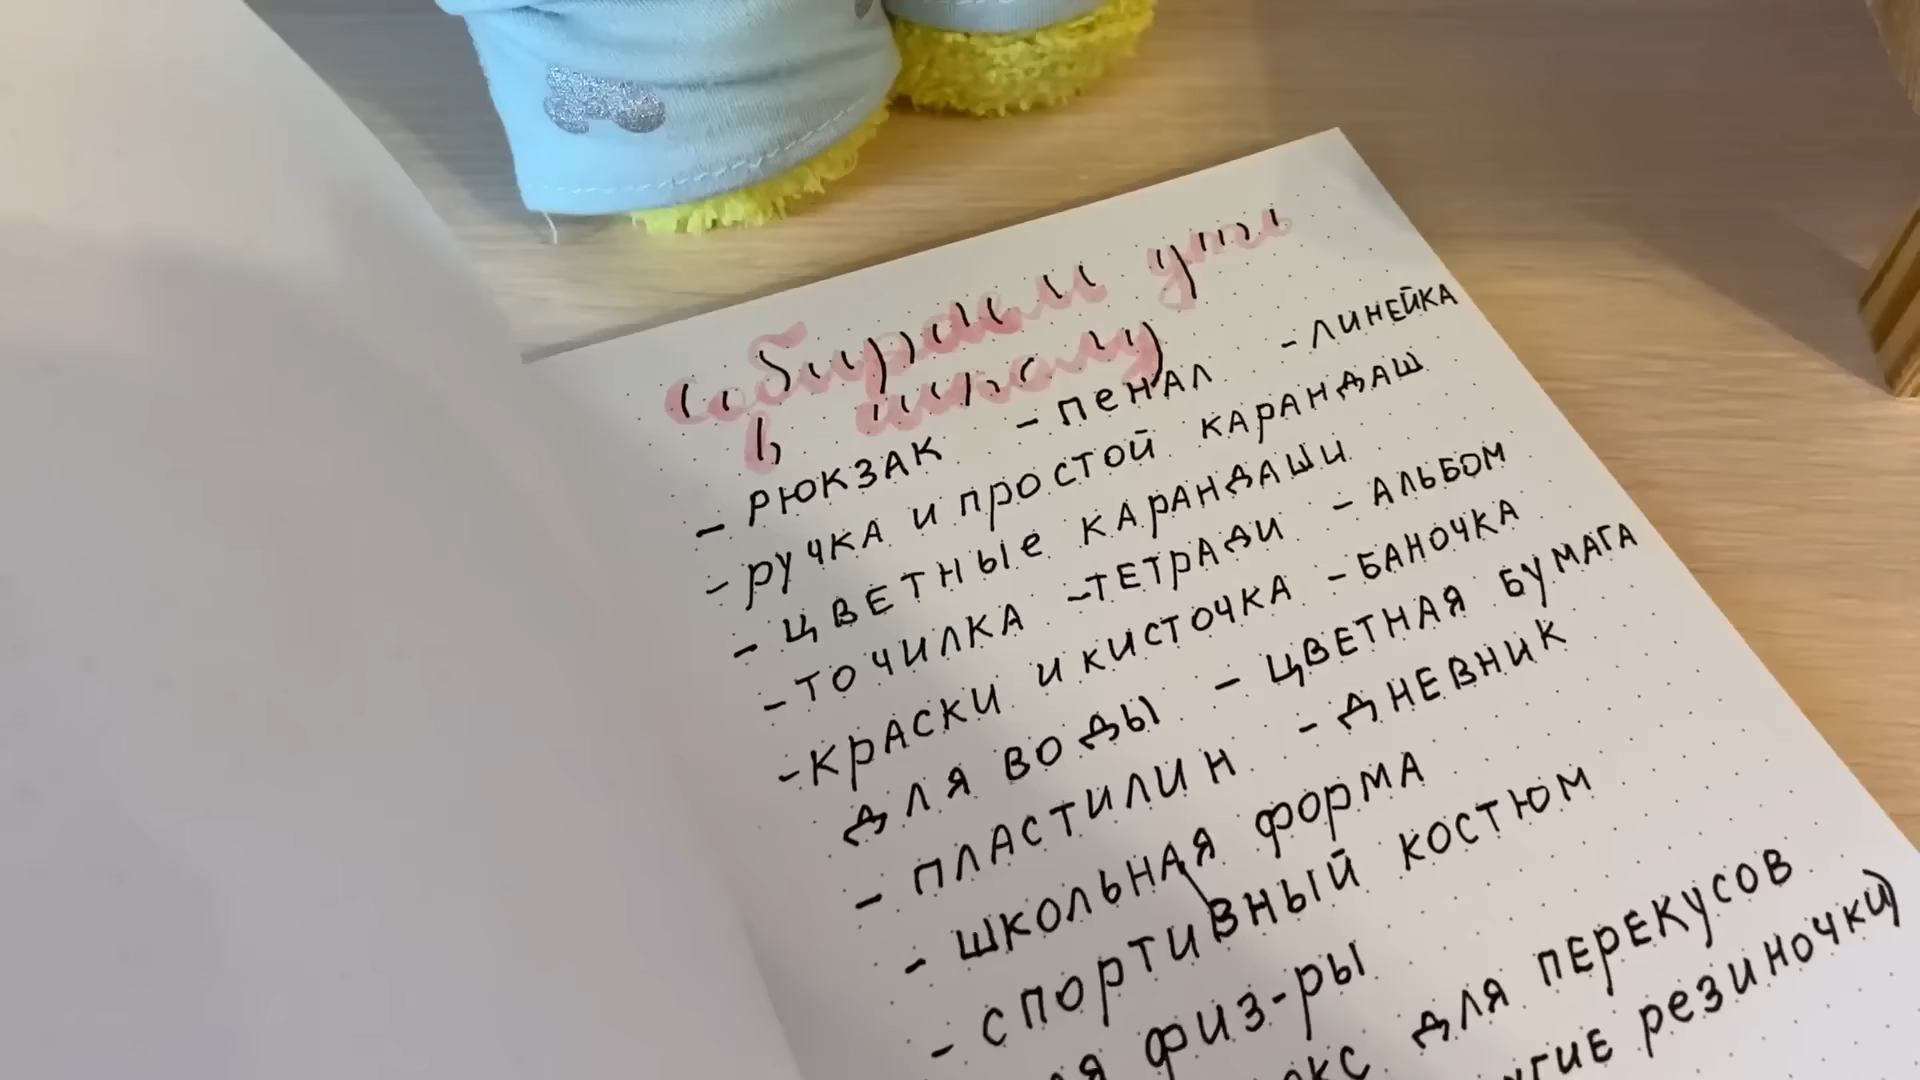 Собираем утю
в школу
- РЮКЗАК - ПЕНАЛ - ЛИНЕЙКА
- РУЧКА И ПРОСТОЙ КАРАНДАШ
- ЦВЕТНЫЕ КАРАНДАШИ
- ТОЧИЛКА - ТЕТРАДИ - АЛЬБОМ
- КРАСКИ И КИСТОЧКА - БАНОЧКА
ДЛЯ ВОДЫ - ЦВЕТНАЯ БУМАГА
- ПЛАСТИЛИН - ДНЕВНИК
- ШКОЛЬНАЯ ФОРМА
- СПОРТИВНЫЙ КОСТЮМ
ФИЗ-РЫ
ДЛЯ ПЕРЕКУСОВ
РЕЗИНОЧКИ)